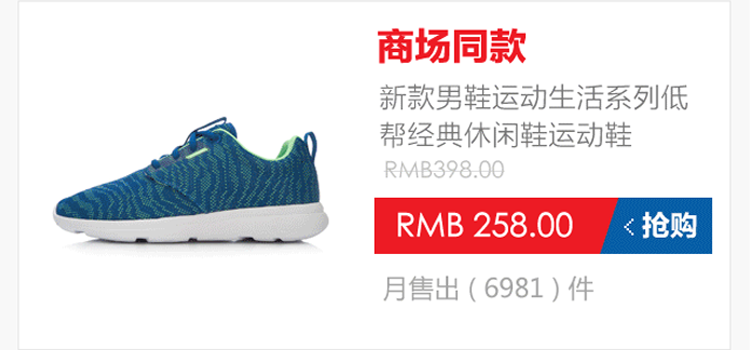 商场同款
新款男鞋运动生活系列低
帮经典休闲鞋运动鞋
RMB398.00
RMB 258.00
抢购
月售出 ( 6981 ) 件